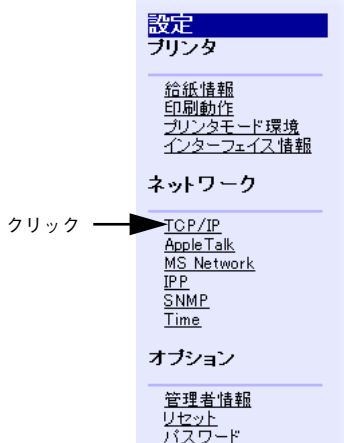 設定
プリンタ
給紙情報
印刷動作
プリンタモード環境
インターフェイス情報
ネットワーク
クリック
TCP/IP
AppleTalk
MS Network
IPP
SNMP
Time
オプション
管理者情報
リセット
パスワード